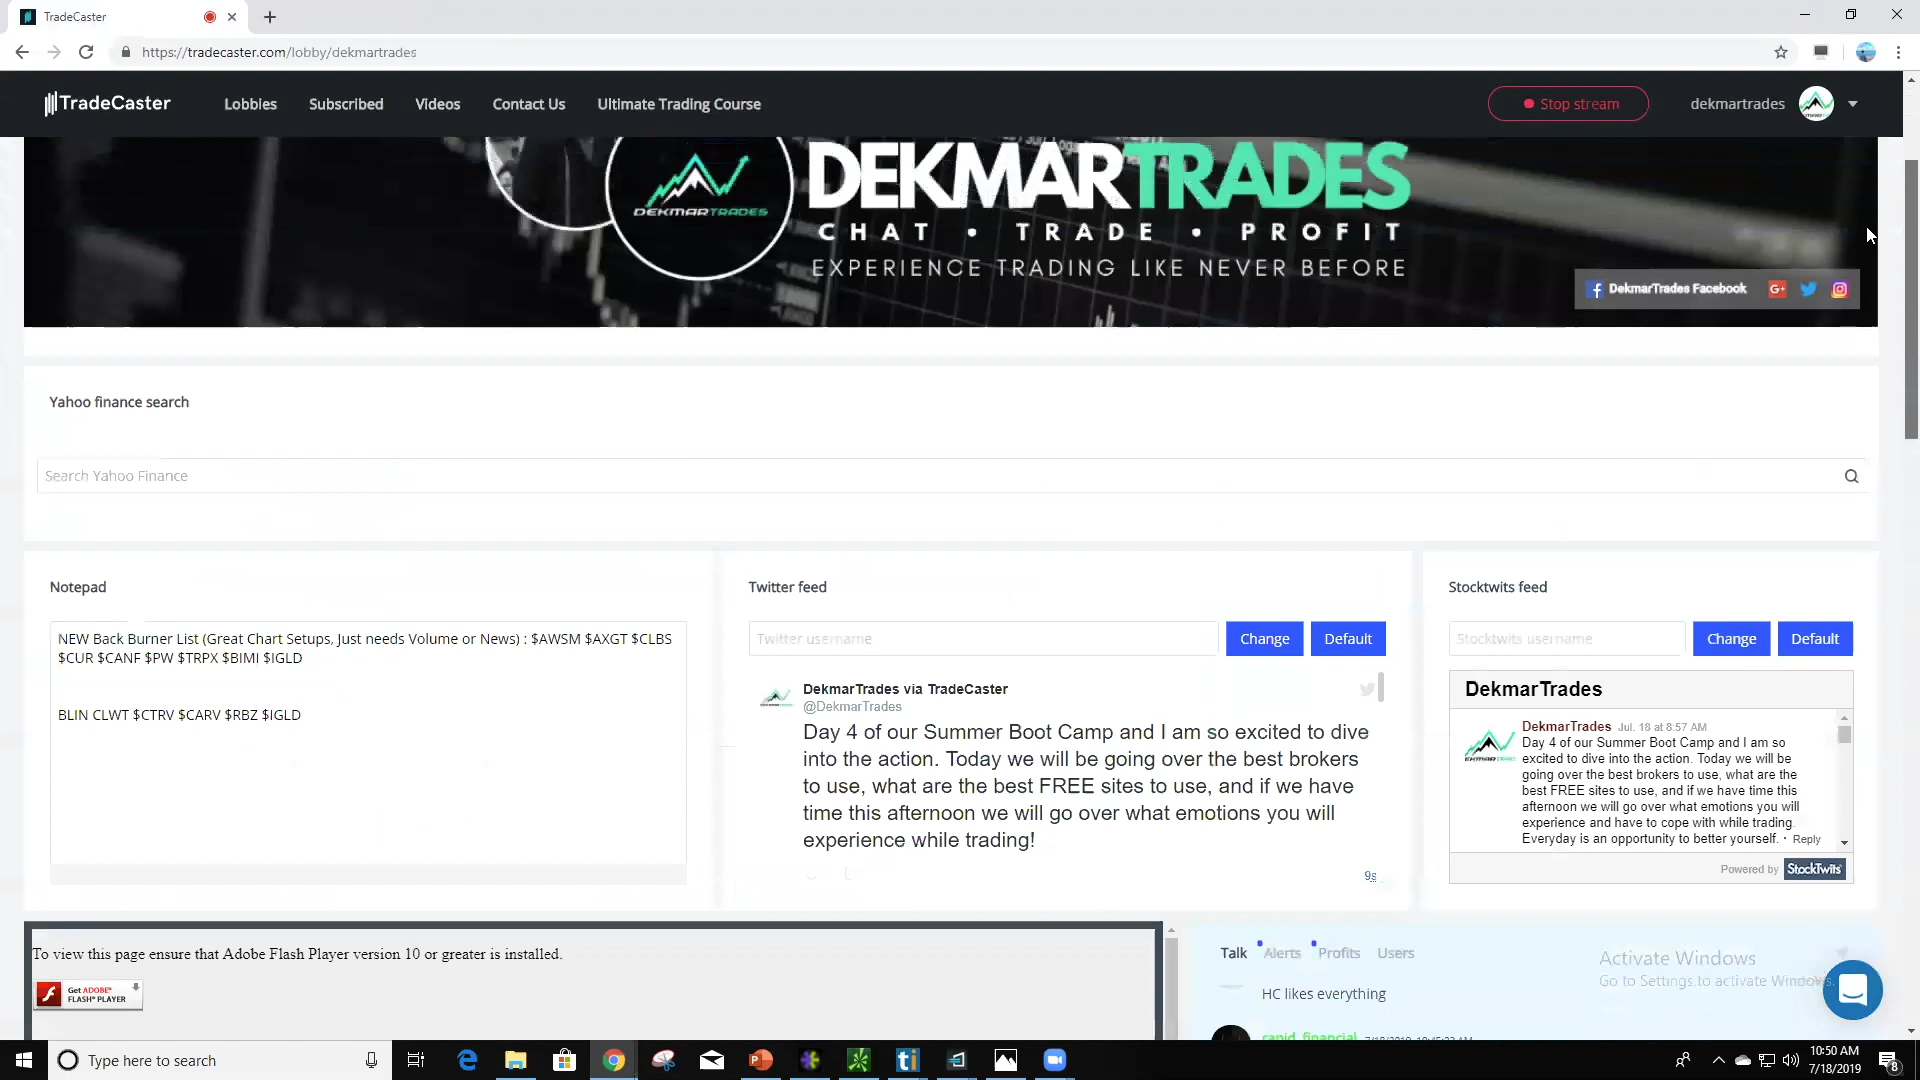 TradeCaster
https://tradecaster.com/lobby/dekmartrades
TradeCaster
Lobbies
Subscribed
Videos
Contact Us
Ultimate Trading Course
Stop stream
dekmartrades
DEKMARTRADES
DEKMARTRADES
CHAT • TRADE • PROFIT
EXPERIENCE TRADING LIKE NEVER BEFORE
DekmarTrades Facebook
Yahoo finance search
Search Yahoo Finance
Notepad
NEW Back Burner List (Great Chart Setups, Just needs Volume or News) : $AWSM $AXGT $CLBS
$CUR $CANF $PW $TRPX $BIMI $IGLD
BLIN CLWT $CTRV $CARV $RBZ $IGLD
Twitter feed
Twitter username
Change
Default
DekmarTrades via TradeCaster
@DekmarTrades
Day 4 of our Summer Boot Camp and I am so excited to dive
into the action. Today we will be going over the best brokers
to use, what are the best FREE sites to use, and if we have
time this afternoon we will go over what emotions you will
experience while trading!
9s
Stocktwits feed
Stocktwits username
Change
Default
DekmarTrades
DekmarTrades Jul. 18 at 8:57 AM
Day 4 of our Summer Boot Camp and I am so
excited to dive into the action. Today we will be
going over the best brokers to use, what are the
best FREE sites to use, and if we have time this
afternoon we will go over what emotions you will
experience and have to cope with while trading.
Everyday is an opportunity to better yourself. · Reply
Powered by StockTwits
To view this page ensure that Adobe Flash Player version 10 or greater is installed.
Get ADOBE®
FLASH® PLAYER
Talk
Alerts
Profits
Users
HC likes everything
rapid_financial
Activate Windows
Go to Settings to activate Windows.
Type here to search
10:50 AM
7/18/2019
8